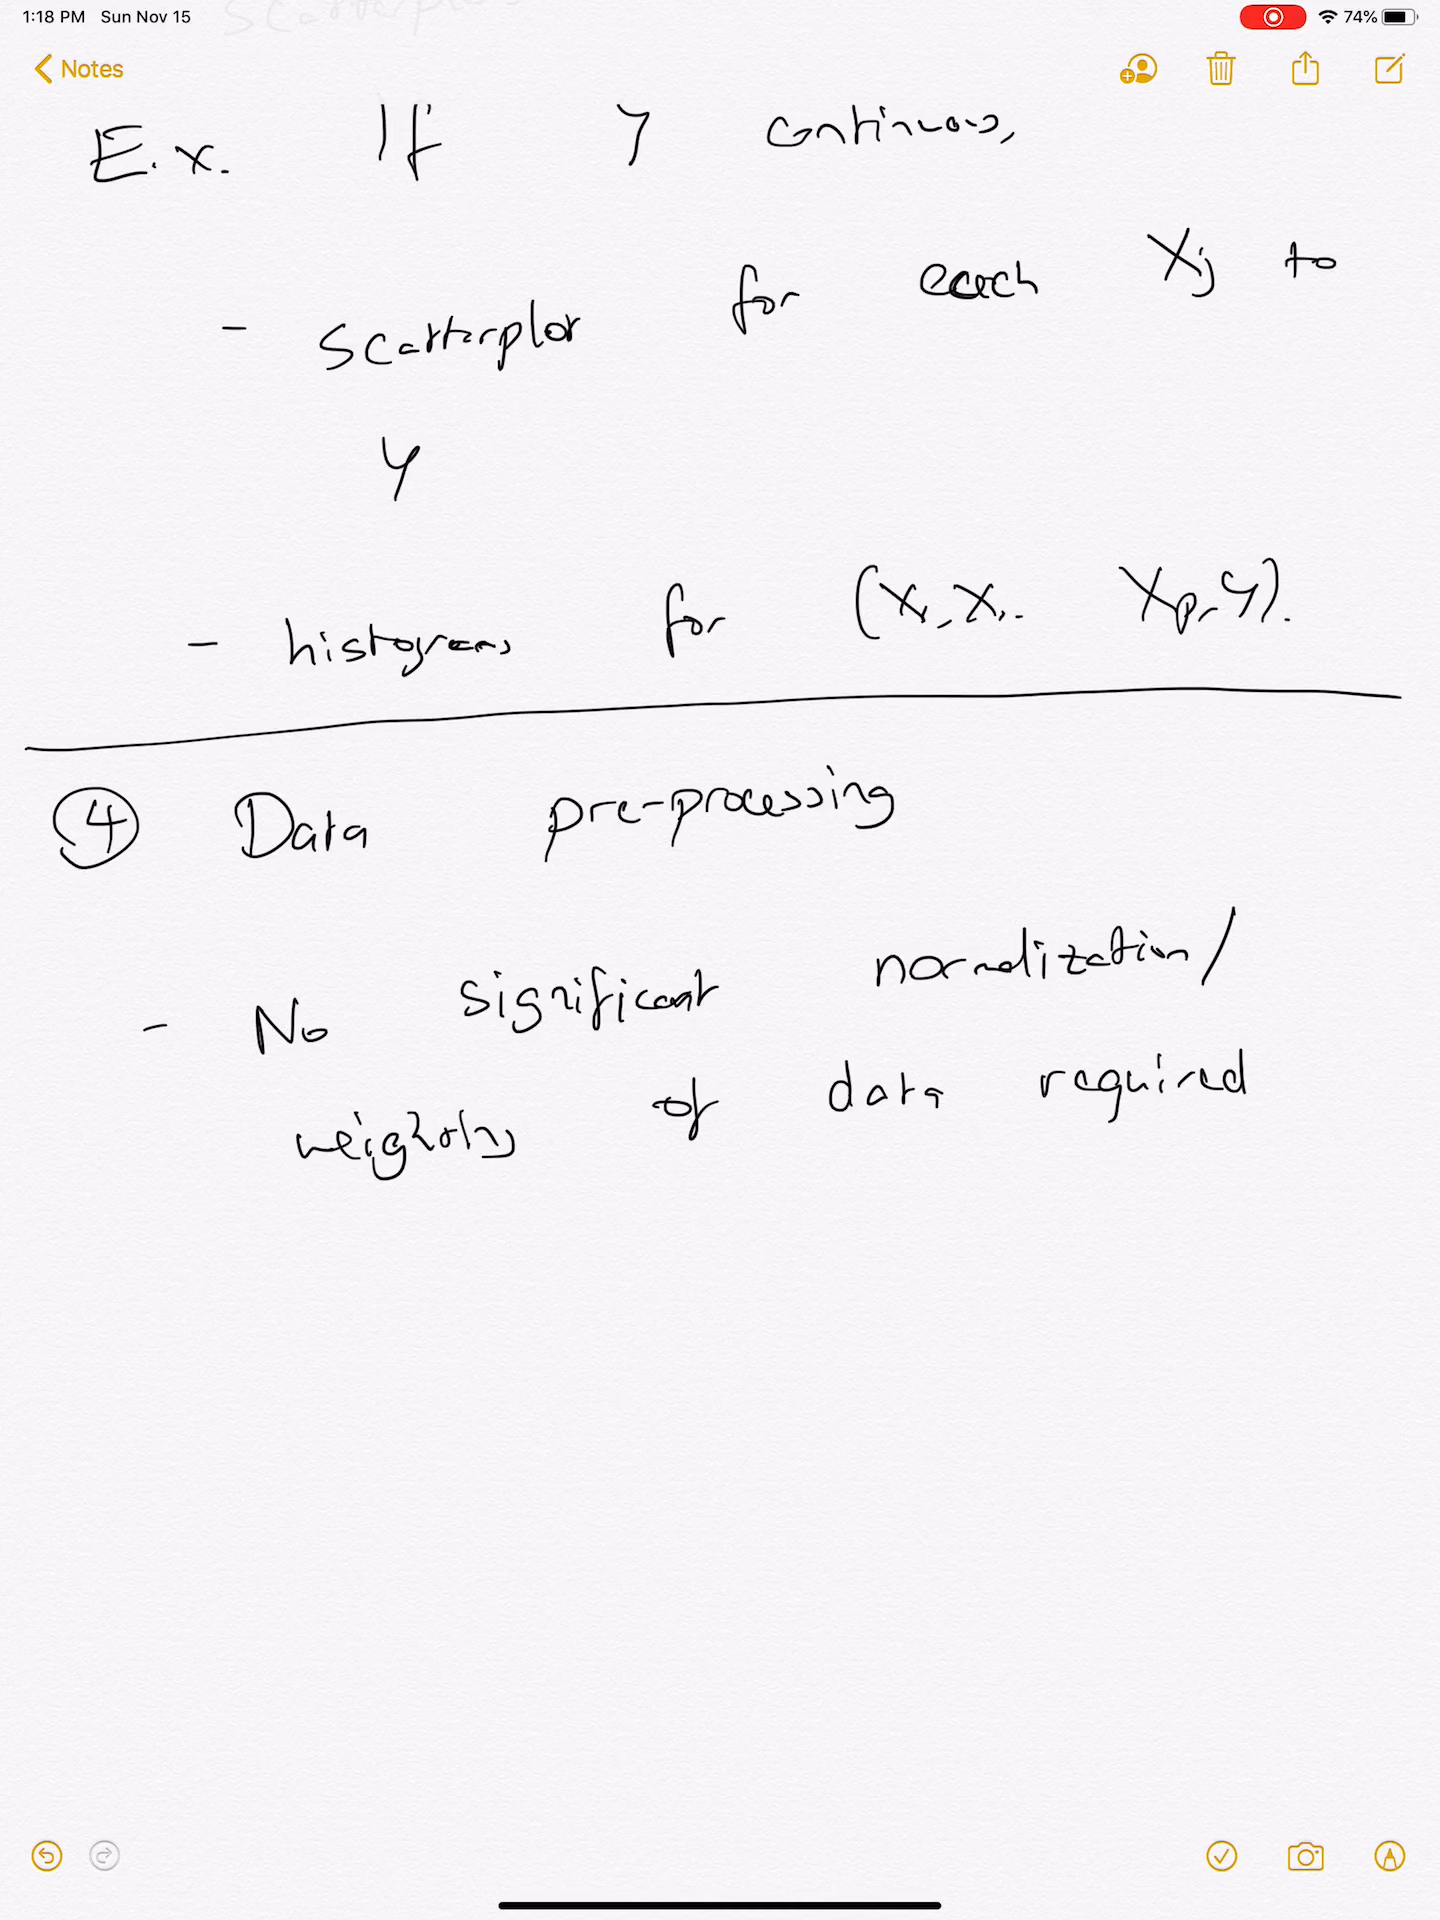 1:18 PM Sun Nov 15 74%
Notes
E.x. If Y continuous,
- scatterplot for each Xj to
Y
- histograms for (X1, X2.. Xp, Y).
④ Data pre-processing
- No significant normalization/
weighting of data required